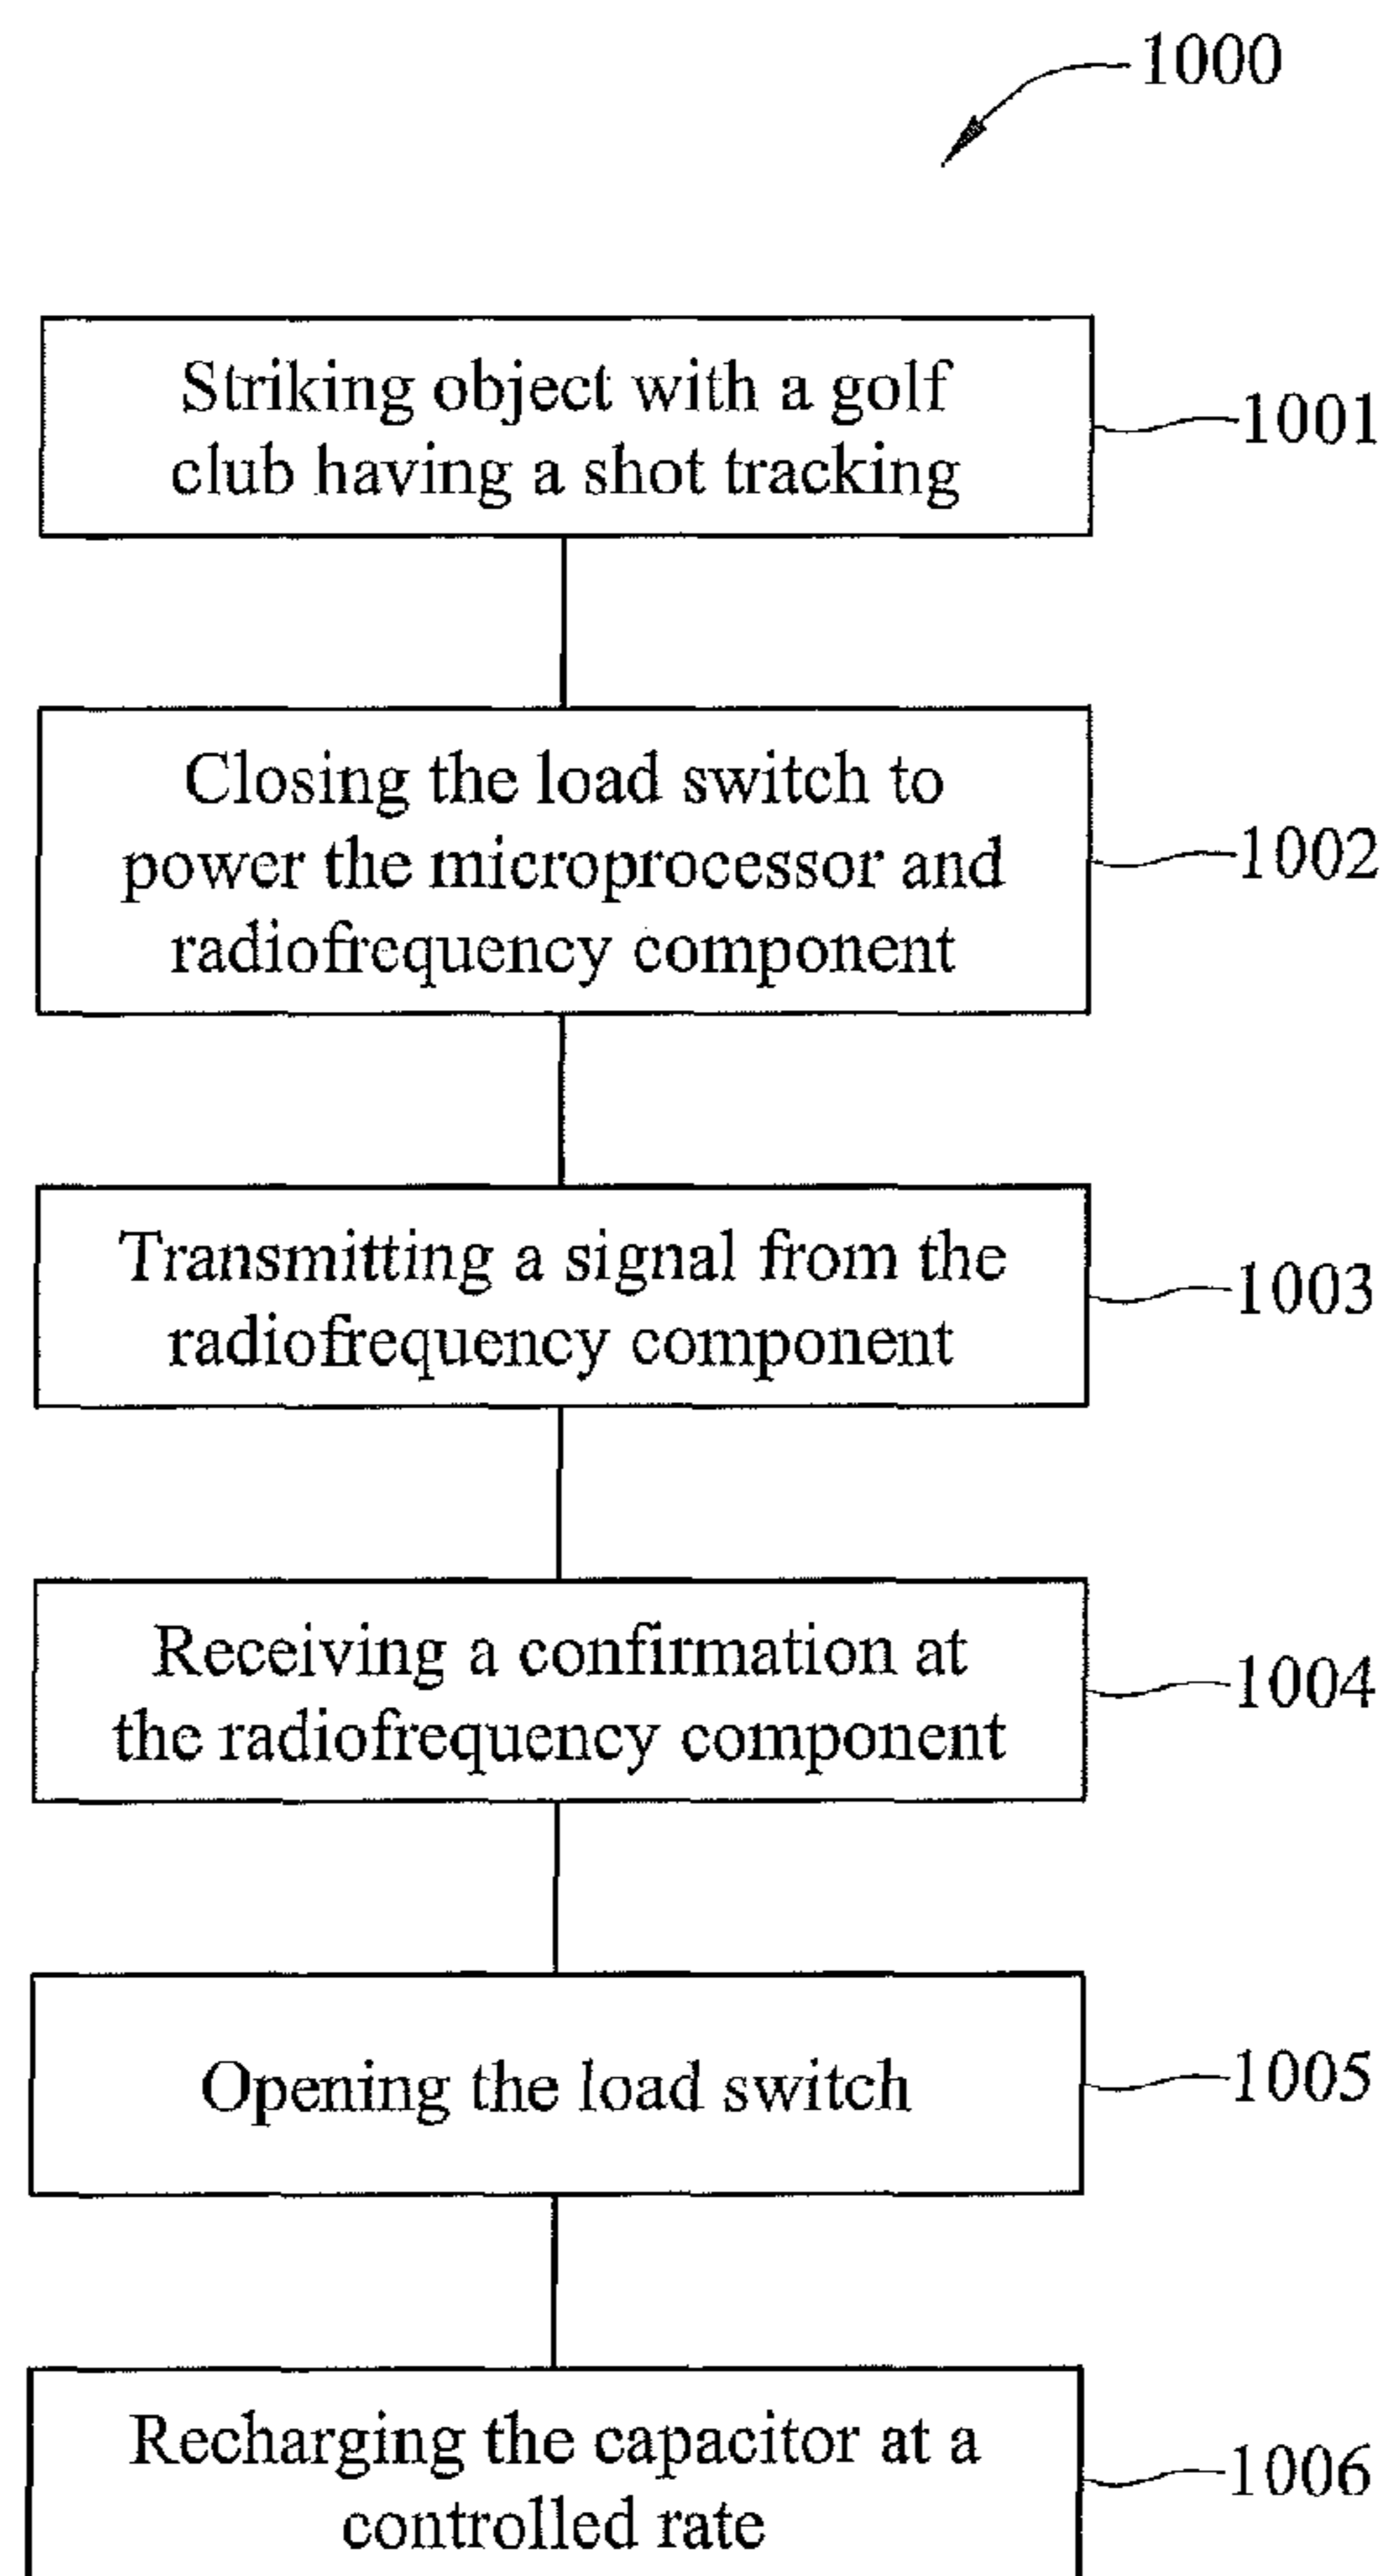 1000
Striking object with a golf
club having a shot tracking
1001
Closing the load switch to
power the microprocessor and
radiofrequency component
1002
Transmitting a signal from the
radiofrequency component
1003
Receiving a confirmation at
the radiofrequency component
1004
Opening the load switch
1005
Recharging the capacitor at a
controlled rate
1006